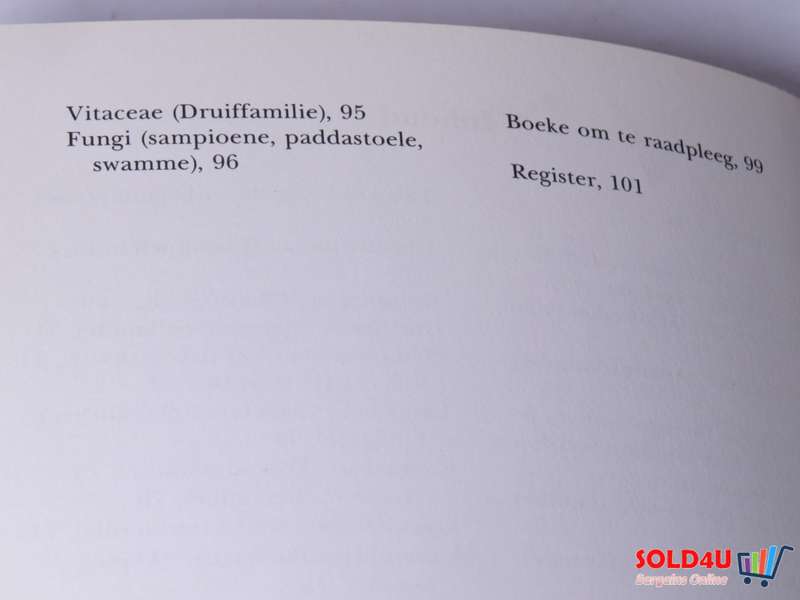 Vitaceae (Druiffamilie), 95
Fungi (sampioene, paddastoele,
swamme), 96
Boeke om te raadpleeg, 99
Register, 101
SOLD4U
Bargains Online